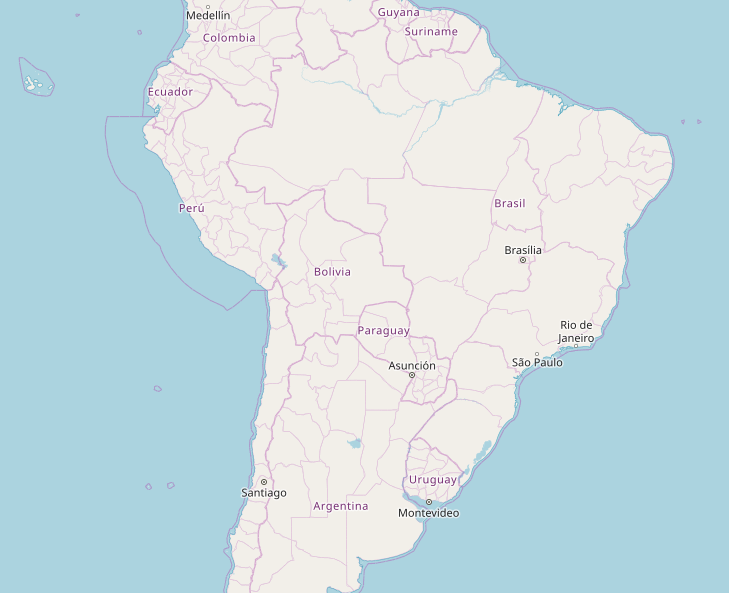 Medellín
Guyana
Suriname
Colombia
Ecuador
Perú
Brasil
Brasília
Bolivia
Paraguay
Rio de
Janeiro
São Paulo
Asunción
Uruguay
Santiago
Argentina
Montevideo